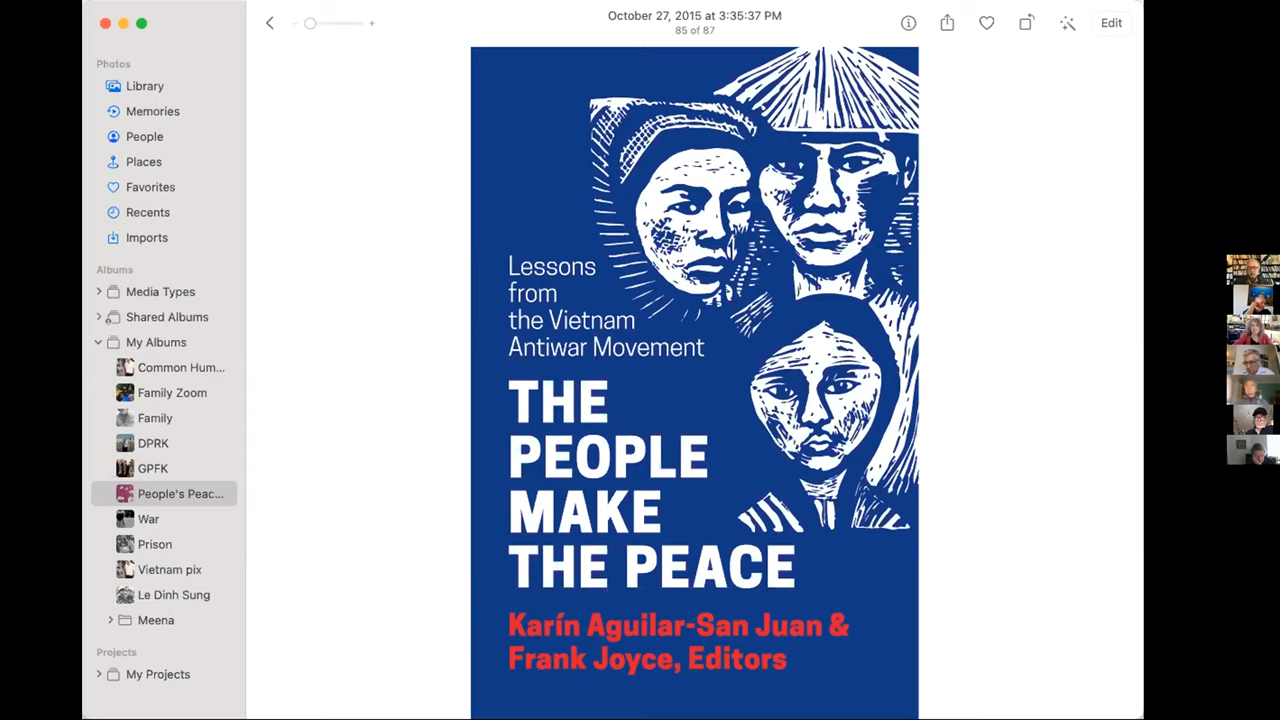 October 27, 2015 at 3:35:37 PM
85 of 87
Edit
Photos
Library
Memories
People
Places
Favorites
Recents
Imports
Albums
Media Types
Shared Albums
My Albums
Common Hum...
Family Zoom
Family
DPRK
GPFK
People's Peac...
War
Prison
Vietnam pix
Le Dinh Sung
Meena
Projects
My Projects
Lessons
from
the Vietnam
Antiwar Movement
THE
PEOPLE
MAKE
THE PEACE
Karín Aguilar-San Juan &
Frank Joyce, Editors